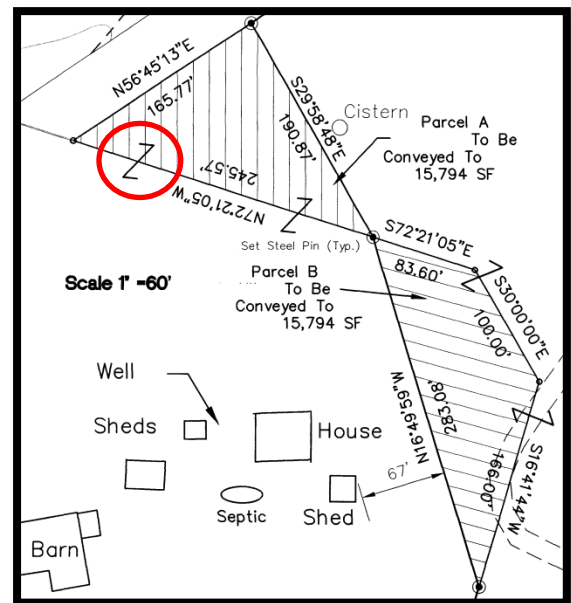 N56°45'13"E
165.77'
S29°58'48"E
190.87'
Cistern
Parcel A
To Be
Conveyed To
15,794 SF
245.57'
N72°21'05"W
Set Steel Pin (Typ.)
S72°21'05"E
83.60'
Scale 1" =60'
Parcel B
To Be
Conveyed To
15,794 SF
S30°00'00"E
100.00'
Well
Sheds
House
N16°49'59"W
283.08'
S16°41'44"W
166.00'
67'
Septic
Shed
Barn